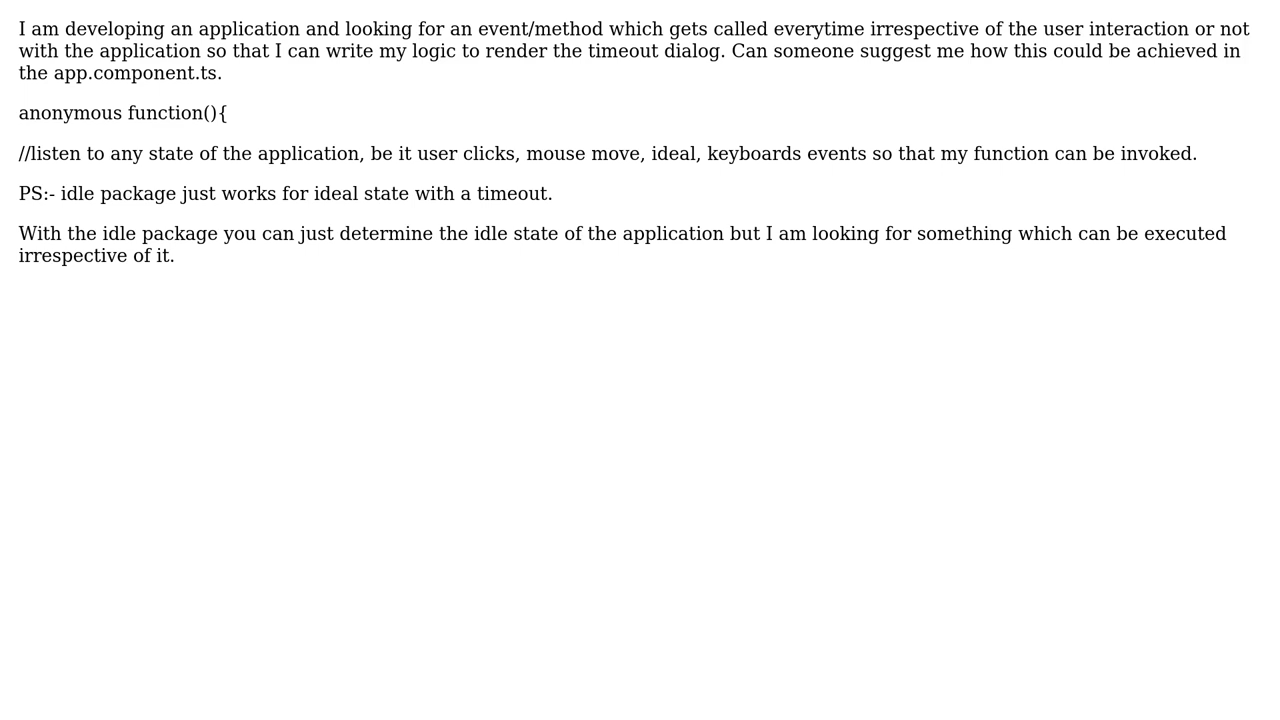 I am developing an application and looking for an event/method which gets called everytime irrespective of the user interaction or not
with the application so that I can write my logic to render the timeout dialog. Can someone suggest me how this could be achieved in
the app.component.ts.
anonymous function(){
//listen to any state of the application, be it user clicks, mouse move, ideal, keyboards events so that my function can be invoked.
PS:- idle package just works for ideal state with a timeout.
With the idle package you can just determine the idle state of the application but I am looking for something which can be executed
irrespective of it.